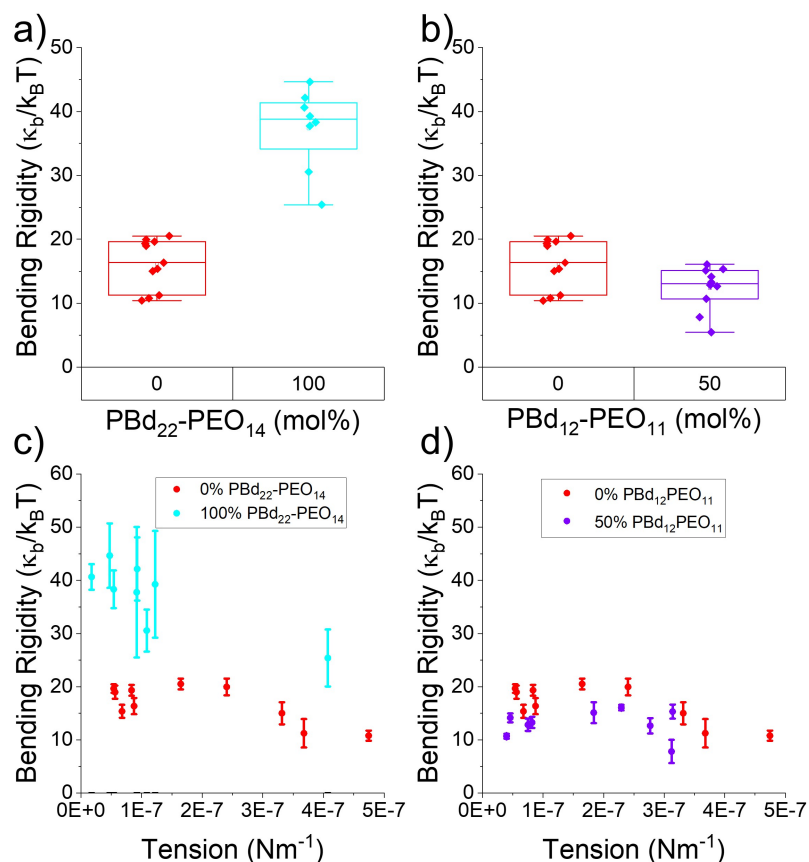 a)
50
40
30
20
10
0
Bending Rigidity (κb/kBT)
0
100
PBd22-PEO14 (mol%)
b)
50
40
30
20
10
0
Bending Rigidity (κb/kBT)
0
50
PBd12-PEO11 (mol%)
c)
60
50
40
30
20
10
0
Bending Rigidity (κb/kBT)
0% PBd22-PEO14
100% PBd22-PEO14
0E+0 1E-7 2E-7 3E-7 4E-7 5E-7
Tension (Nm-1)
d)
60
50
40
30
20
10
0
Bending Rigidity (κb/kBT)
0% PBd12PEO11
50% PBd12PEO11
0E+0 1E-7 2E-7 3E-7 4E-7 5E-7
Tension (Nm-1)